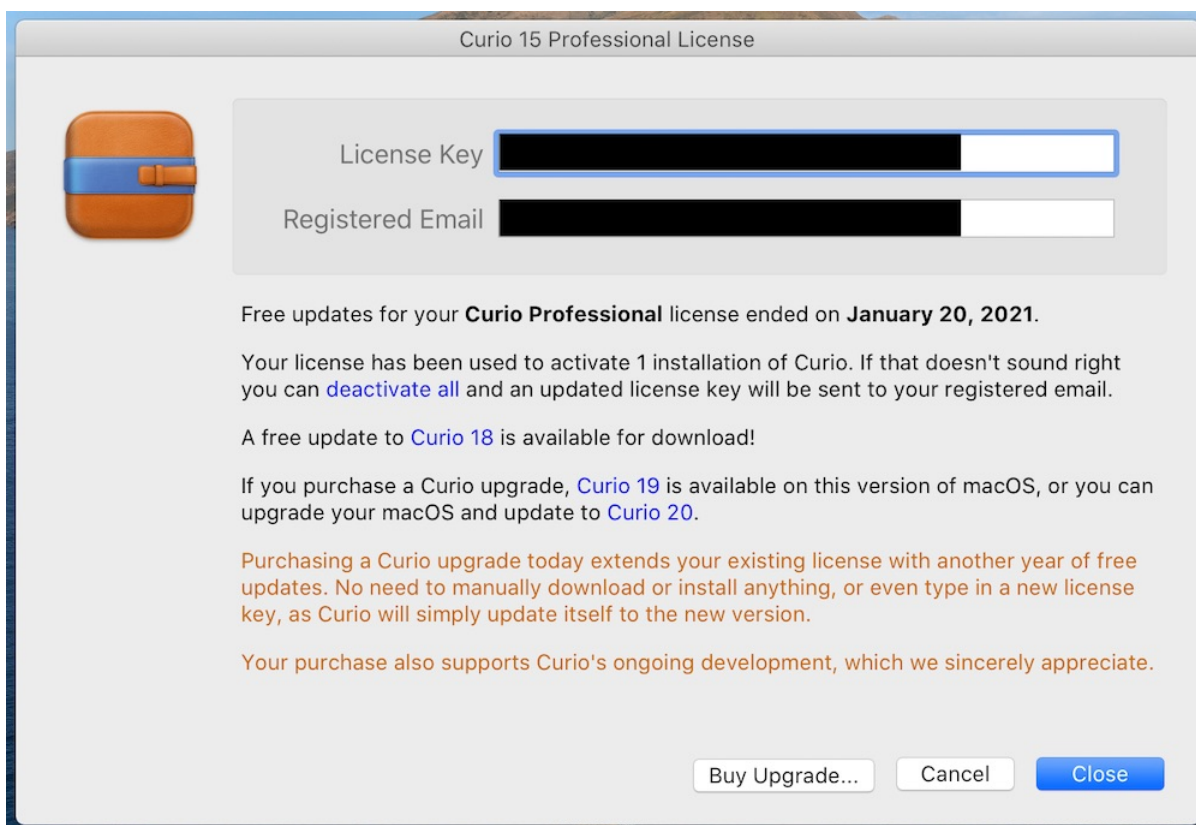 Curio 15 Professional License
License Key
Registered Email
Free updates for your Curio Professional license ended on January 20, 2021.
Your license has been used to activate 1 installation of Curio. If that doesn't sound right
you can deactivate all and an updated license key will be sent to your registered email.
A free update to Curio 18 is available for download!
If you purchase a Curio upgrade, Curio 19 is available on this version of macOS, or you can
upgrade your macOS and update to Curio 20.
Purchasing a Curio upgrade today extends your existing license with another year of free
updates. No need to manually download or install anything, or even type in a new license
key, as Curio will simply update itself to the new version.
Your purchase also supports Curio's ongoing development, which we sincerely appreciate.
Buy Upgrade... Cancel Close